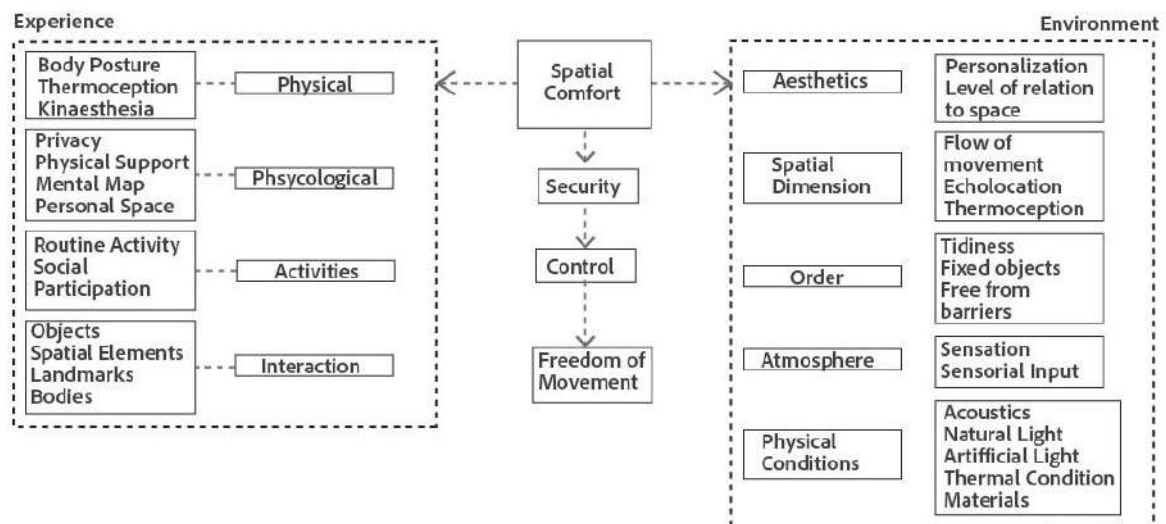 Experience
Body Posture
Thermoception
Kinaesthesia
Physical
Privacy
Physical Support
Mental Map
Personal Space
Phsycological
Routine Activity
Social
Participation
Activities
Objects
Spatial Elements
Landmarks
Bodies
Interaction
Spatial
Comfort
Security
Control
Freedom of
Movement
Environment
Aesthetics
Personalization
Level of relation
to space
Spatial
Dimension
Flow of
movement
Echolocation
Thermoception
Order
Tidiness
Fixed objects
Free from
barriers
Atmosphere
Sensation
Sensorial Input
Physical
Conditions
Acoustics
Natural Light
Artifficial Light
Thermal Condition
Materials